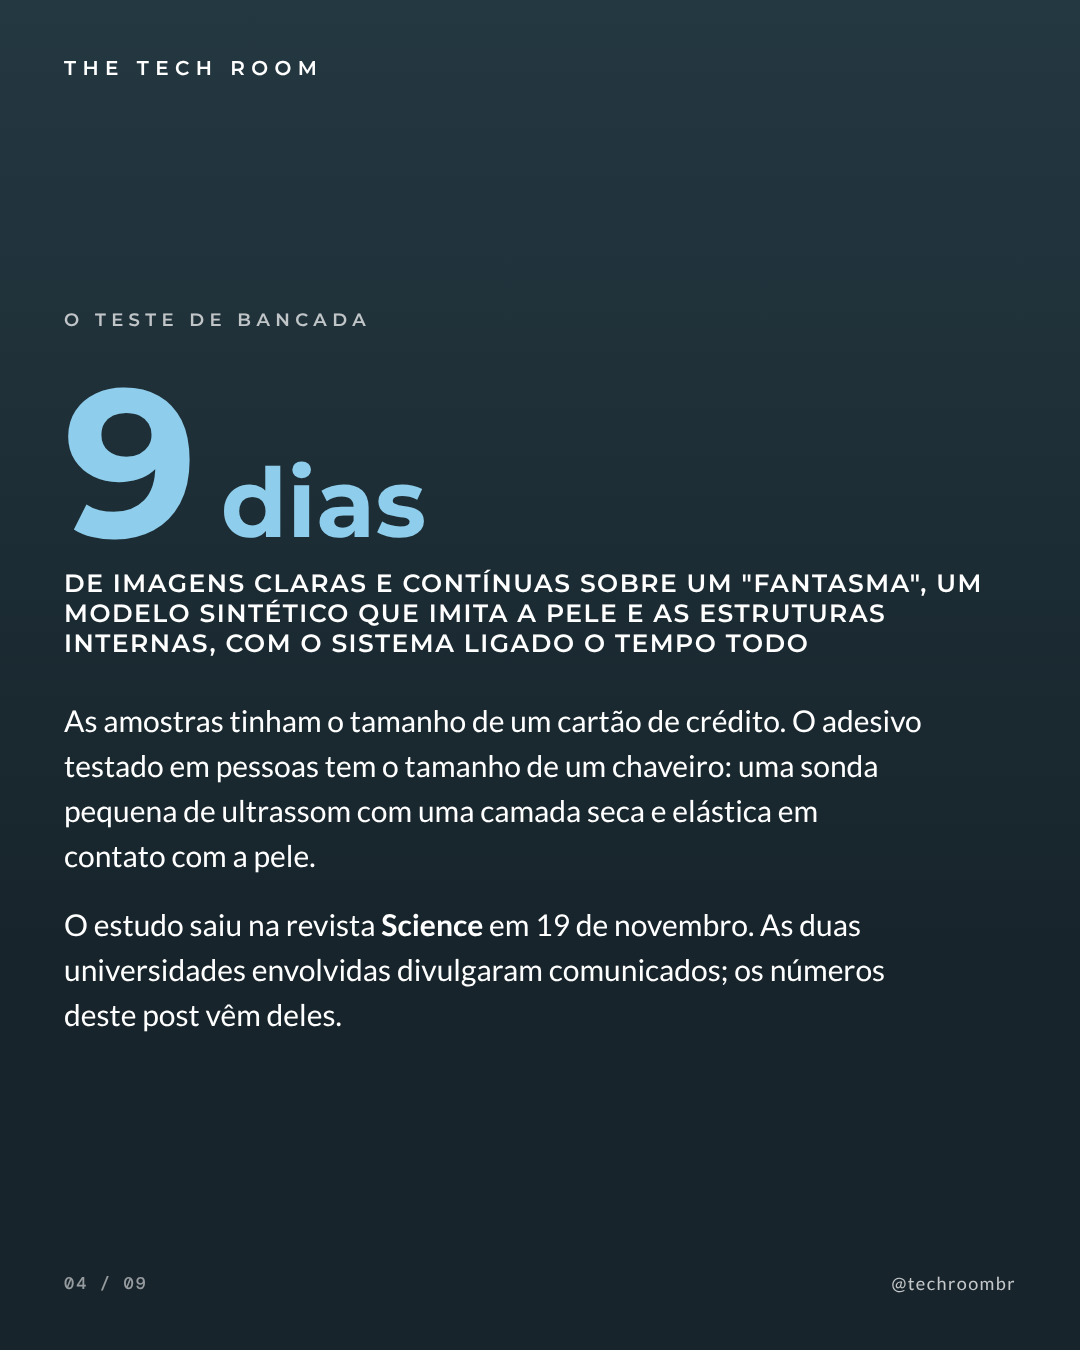 THE TECH ROOM
O TESTE DE BANCADA
9 dias
DE IMAGENS CLARAS E CONTÍNUAS SOBRE UM "FANTASMA", UM
MODELO SINTÉTICO QUE IMITA A PELE E AS ESTRUTURAS
INTERNAS, COM O SISTEMA LIGADO O TEMPO TODO
As amostras tinham o tamanho de um cartão de crédito. O adesivo
testado em pessoas tem o tamanho de um chaveiro: uma sonda
pequena de ultrassom com uma camada seca e elástica em
contato com a pele.
O estudo saiu na revista Science em 19 de novembro. As duas
universidades envolvidas divulgaram comunicados; os números
deste post vêm deles.
04 / 09
@techroombr